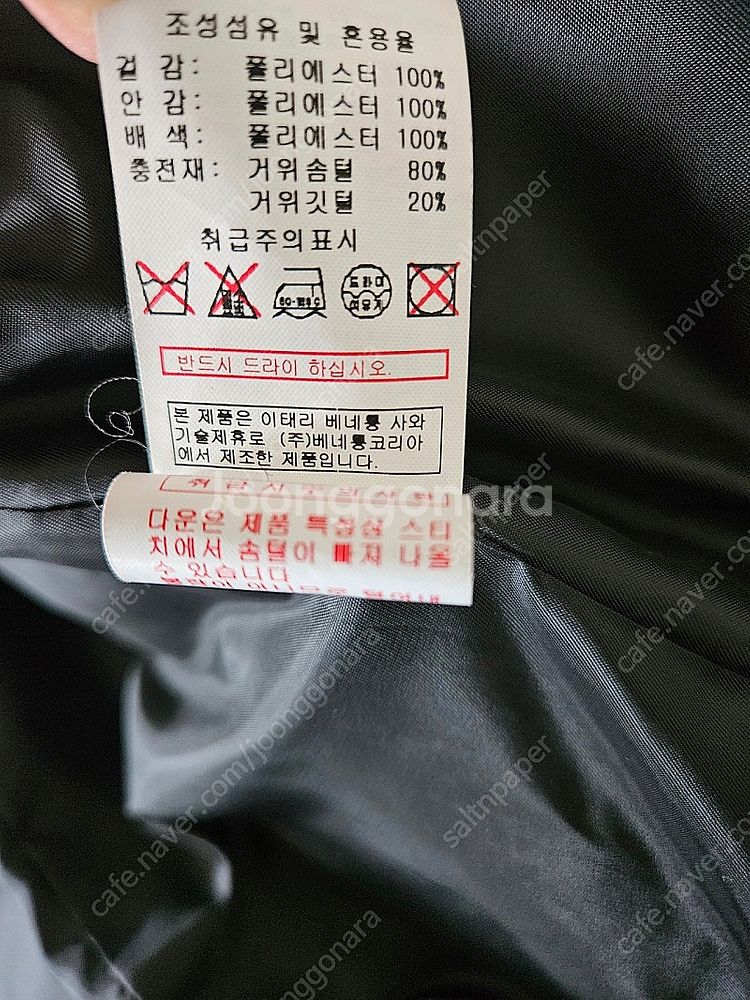 조성섬유 및 혼용율
겉 감: 폴리에스터 100%
안 감: 폴리에스터 100%
배 색: 폴리에스터 100%
충전재: 거위솜털 80%
거위깃털 20%
취급주의표시
드라이
석유계
반드시 드라이 하십시오.
본 제품은 이태리 베네통 사와
기술제휴로 (주)베네통코리아
에서 제조한 제품입니다.
Joonggonara
다운은 제품 특성상 스티
치에서 솜털이 빠져 나올
수 있습니다
saltnpaper
cafe.naver.com/joonggonara